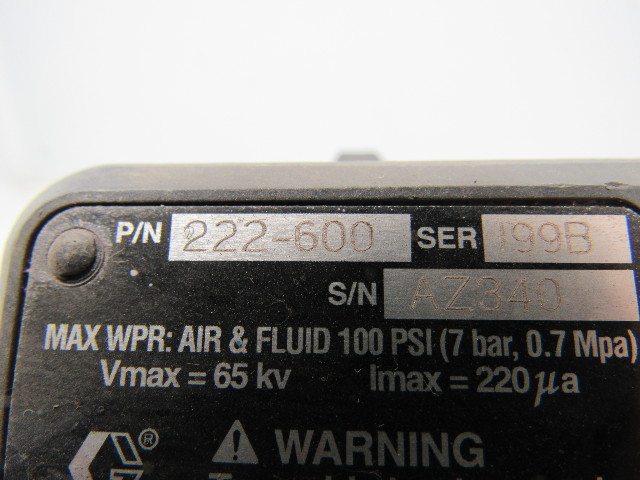 P/N 222-600 SER I99B
S/N AZ340
MAX WPR: AIR & FLUID 100 PSI (7 bar, 0.7 Mpa)
Vmax = 65 kv Imax = 220 µa
®
WARNING